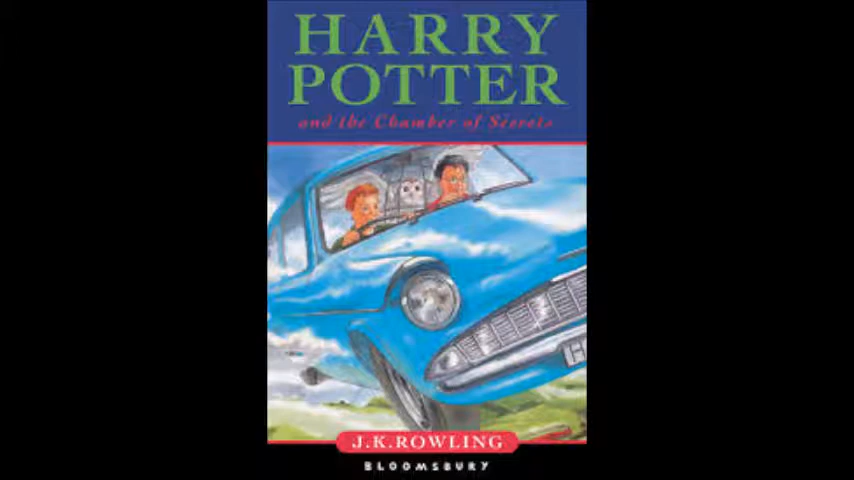 HARRY
POTTER
and the Chamber of Secrets
J.K.ROWLING
BLOOMSBURY